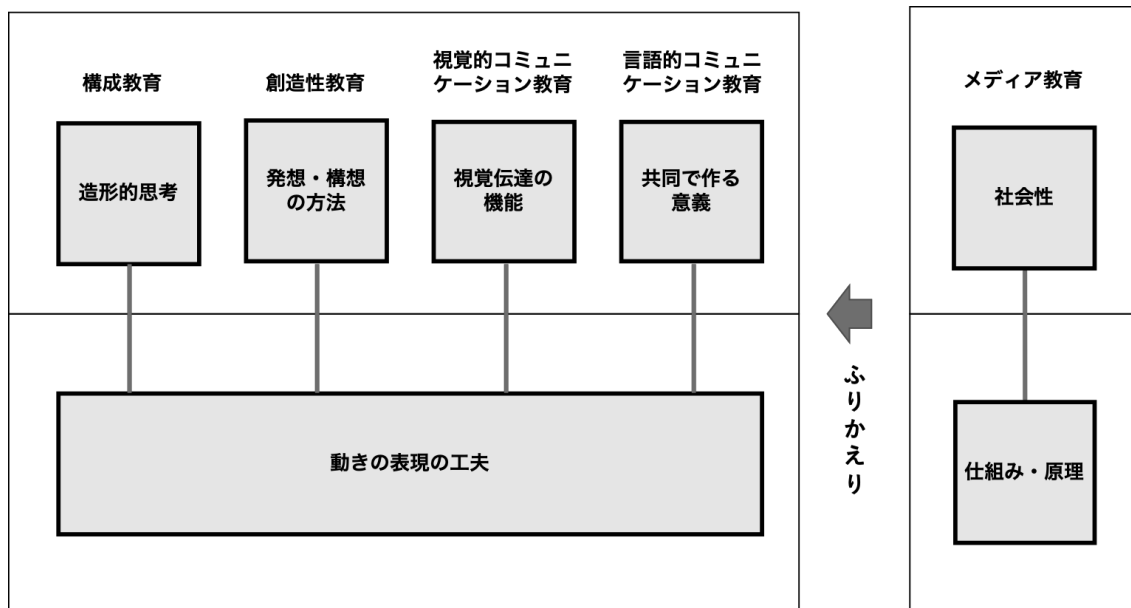 構成教育
創造性教育
視覚的コミュニ
ケーション教育
言語的コミュニ
ケーション教育
メディア教育
造形的思考
発想・構想
の方法
視覚伝達の
機能
共同で作る
意義
社会性
ふりかえり
動きの表現の工夫
仕組み・原理